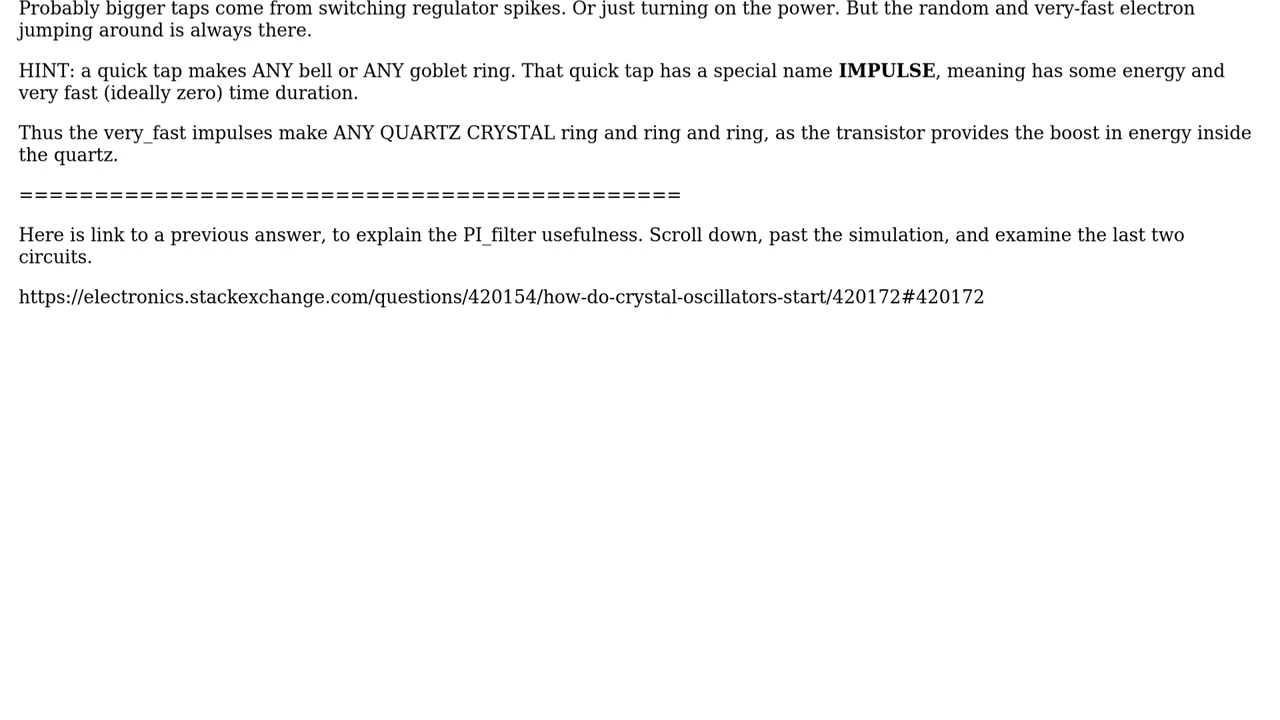 Probably bigger taps come from switching regulator spikes. Or just turning on the power. But the random and very-fast electron
jumping around is always there.
HINT: a quick tap makes ANY bell or ANY goblet ring. That quick tap has a special name IMPULSE, meaning has some energy and
very fast (ideally zero) time duration.
Thus the very_fast impulses make ANY QUARTZ CRYSTAL ring and ring and ring, as the transistor provides the boost in energy inside
the quartz.
============================================
Here is link to a previous answer, to explain the PI_filter usefulness. Scroll down, past the simulation, and examine the last two
circuits.
https://electronics.stackexchange.com/questions/420154/how-do-crystal-oscillators-start/420172#420172